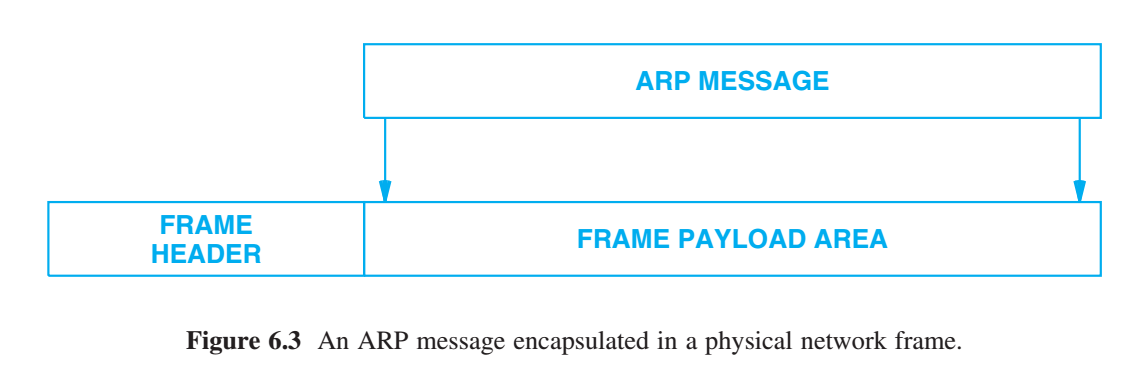 ARP MESSAGE
FRAME
HEADER
FRAME PAYLOAD AREA
Figure 6.3 An ARP message encapsulated in a physical network frame.